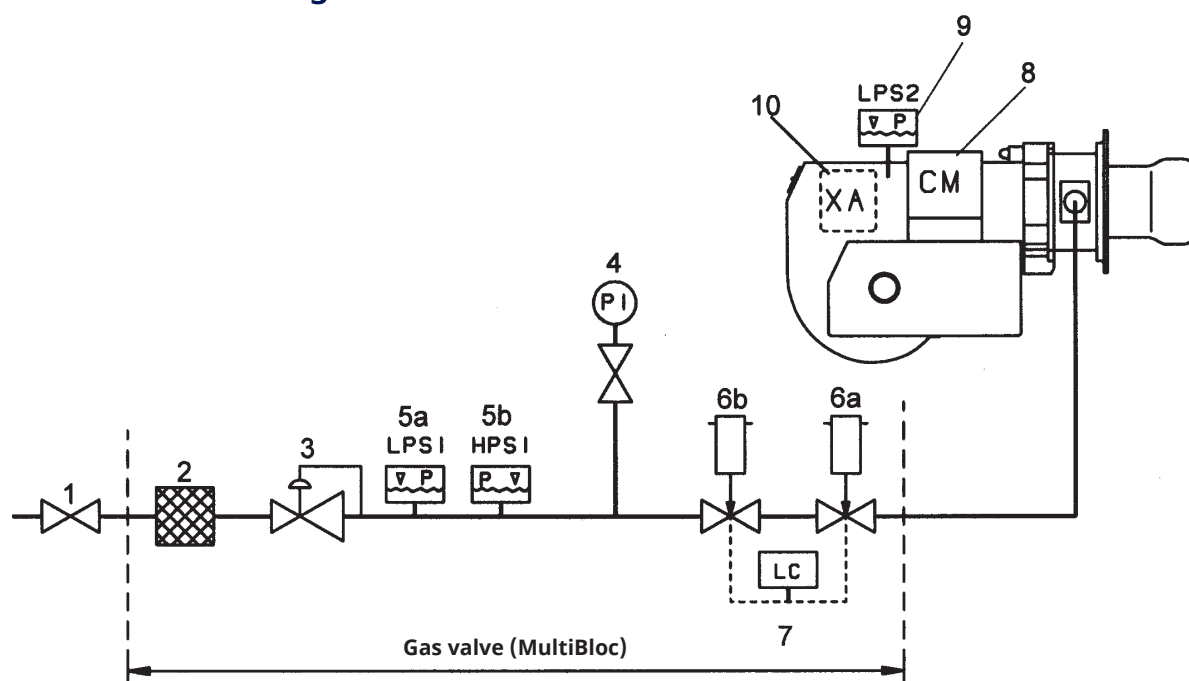 9
8
LPS2
10
P
CM
XA
4
PI
6b
6a
5a
5b
LPS1
HPS1
3
P
P
2
1
LC
7
Gas valve (MultiBloc)